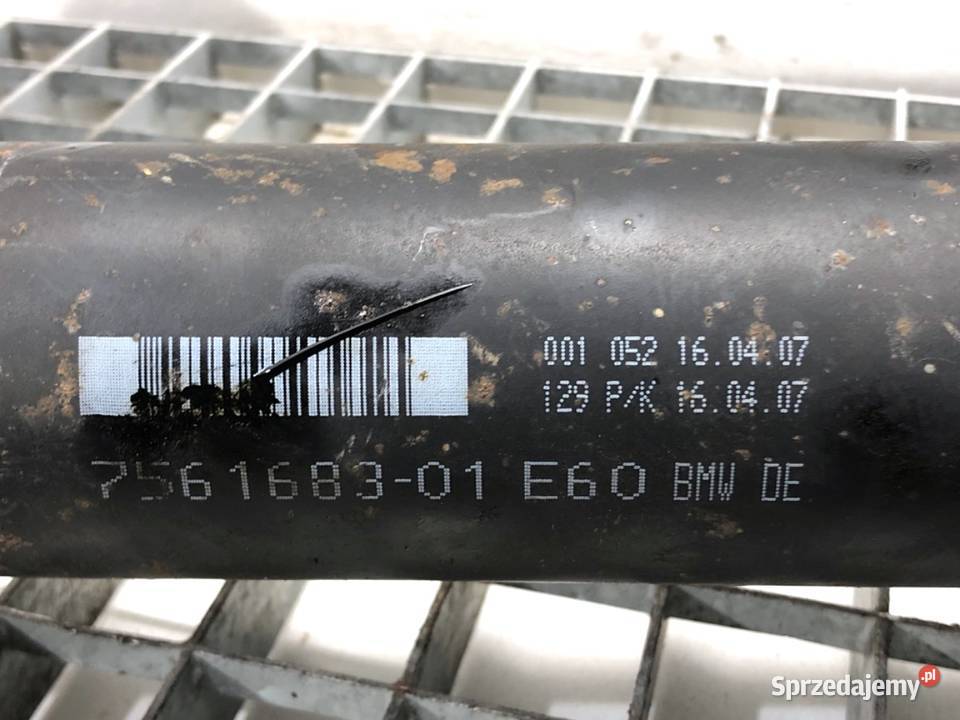 001 052 16.04.07
129 P/K 16.04.07
7561683-01 E60 BMW DE
Sprzedajemy.pl